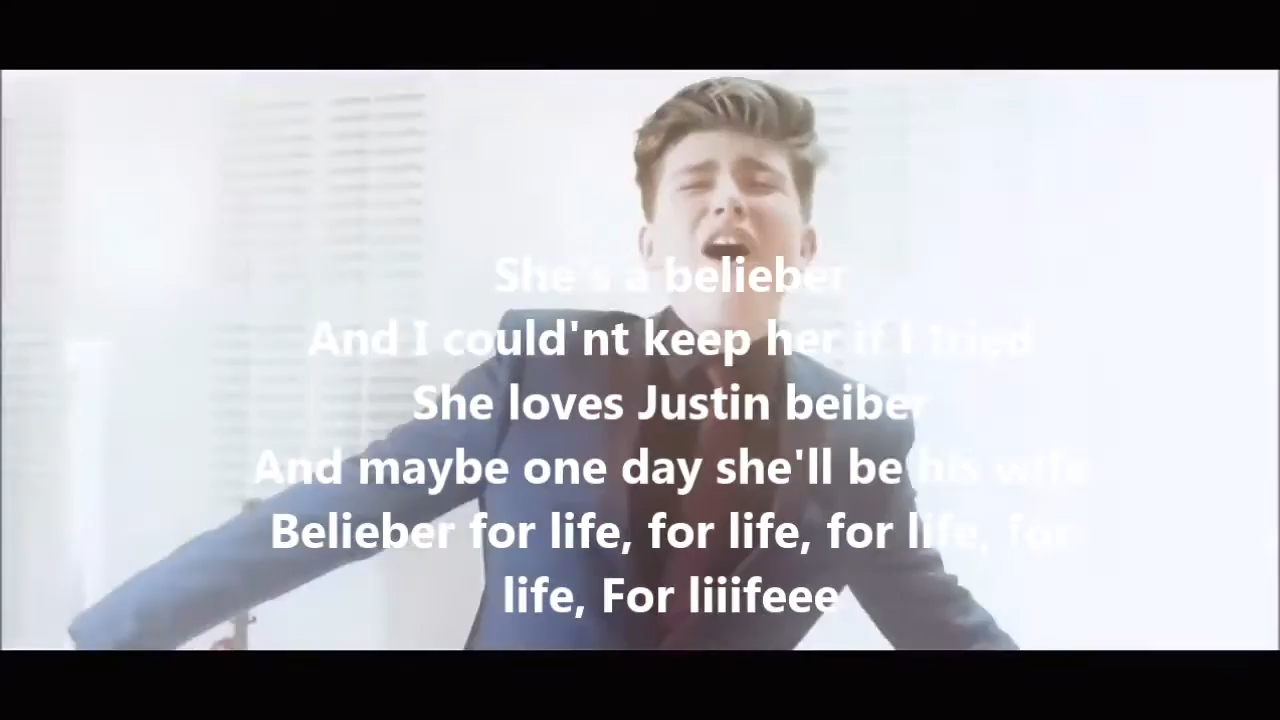 She's a belieber
And I could'nt keep her if I tried
She loves Justin beiber
And maybe one day she'll be his wife
Belieber for life, for life, for life, for
life, For liiifeee